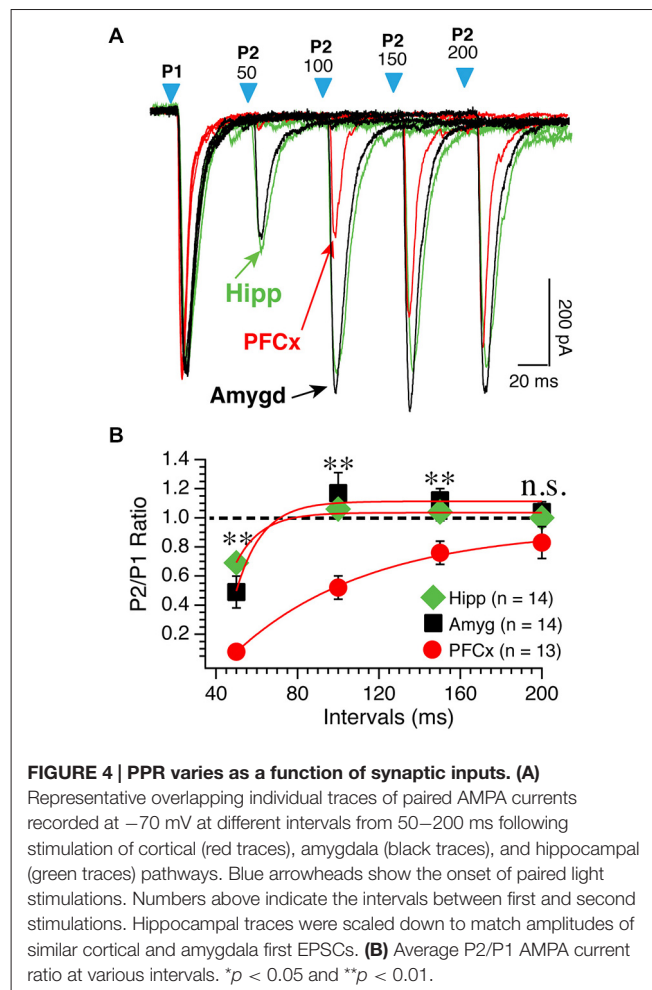 A
P1
P2
50
P2
100
P2
150
P2
200
Hipp
PFCx
Amygd
200 pA
20 ms
B
P2/P1 Ratio
1.4
1.2
1.0
0.8
0.6
0.4
0.2
**
**
**
n.s.
Hipp (n = 14)
Amyg (n = 14)
PFCx (n = 13)
40
80
120
160
200
Intervals (ms)
FIGURE 4 | PPR varies as a function of synaptic inputs. (A)
Representative overlapping individual traces of paired AMPA currents
recorded at −70 mV at different intervals from 50–200 ms following
stimulation of cortical (red traces), amygdala (black traces), and hippocampal
(green traces) pathways. Blue arrowheads show the onset of paired light
stimulations. Numbers above indicate the intervals between first and second
stimulations. Hippocampal traces were scaled down to match amplitudes of
similar cortical and amygdala first EPSCs. (B) Average P2/P1 AMPA current
ratio at various intervals. *p < 0.05 and **p < 0.01.